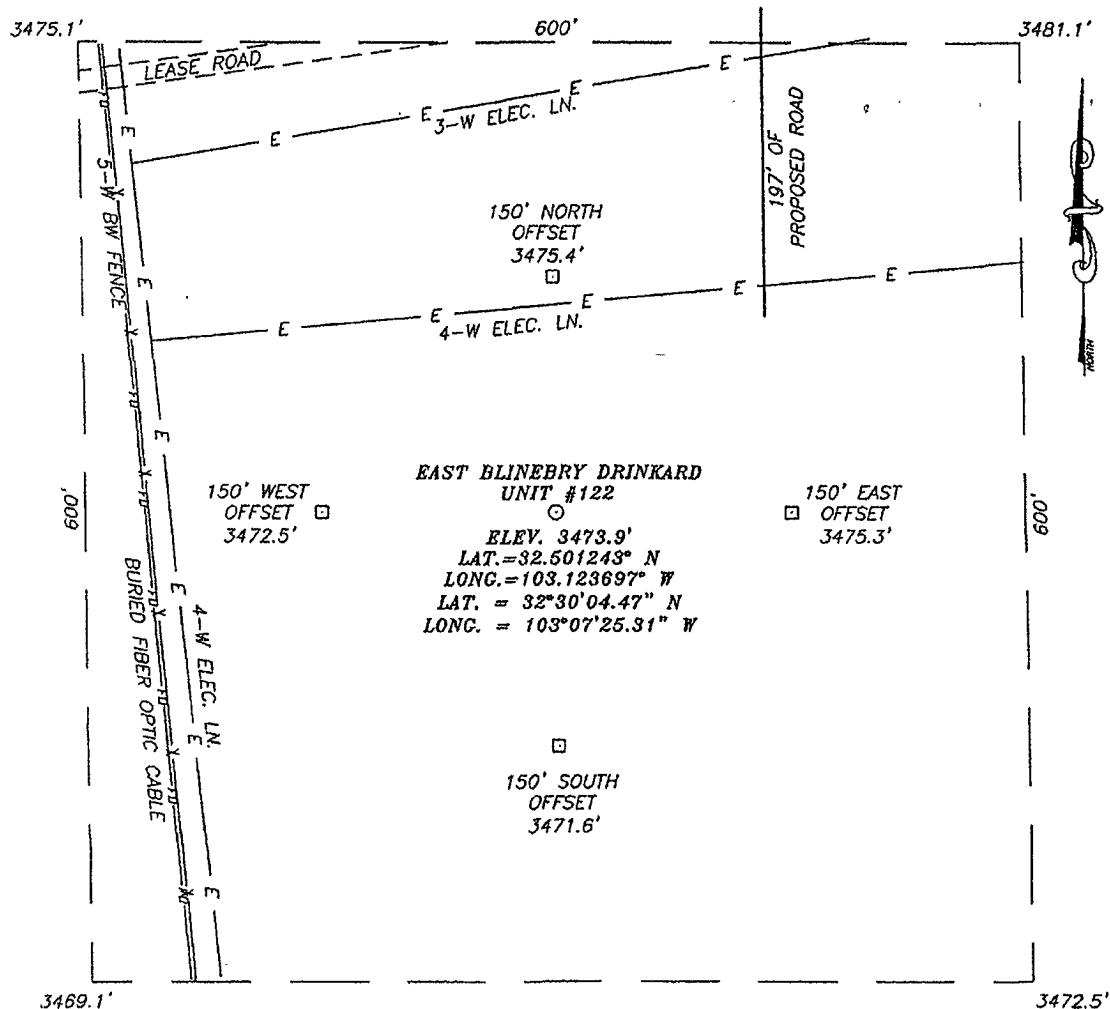 3475.1'
600'
3481.1'
LEASE ROAD
E
E
E
E
3-W ELEC. LN.
197' OF
PROPOSED ROAD
E
5-W BW FENCE
150' NORTH
OFFSET
3475.4'
NORTH
E
E
E
E
E
E
4-W ELEC. LN.
E
600'
150' WEST
OFFSET
3472.5'
EAST BLINEBRY DRINKARD
UNIT #122
ELEV. 3473.9'
LAT.=32.501243° N
LONG.=103.123697° W
LAT. = 32°30'04.47" N
LONG. = 103°07'25.31" W
150' EAST
OFFSET
3475.3'
600'
BURIED FIBER OPTIC CABLE
E
4-W ELEC. LN.
E
E
150' SOUTH
OFFSET
3471.6'
3469.1'
3472.5'